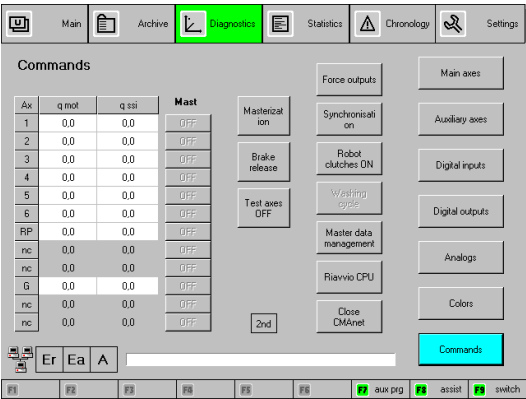 Main Archive Diagnostics Statistics Chronology Settings
Commands
Ax q mot q ssi Mast
1 0,0 0,0 OFF
2 0,0 0,0 OFF
3 0,0 0,0 OFF
4 0,0 0,0 OFF
5 0,0 0,0 OFF
6 0,0 0,0 OFF
RP 0,0 0,0 OFF
nc 0,0 0,0 OFF
nc 0,0 0,0 OFF
G 0,0 0,0 OFF
nc 0,0 0,0 OFF
nc 0,0 0,0 OFF
Masterizat
ion
Brake
release
Test axes
OFF
2nd
Force outputs
Synchronisati
on
Robot
clutches ON
Washing
cycle
Master data
management
Riavvio CPU
Close
CMAnet
Main axes
Auxiliary axes
Digital inputs
Digital outputs
Analogs
Colors
Commands
Er Ea A
F1 F2 F3 F4 F5 F6 F7 aux prg F8 assist F9 switch